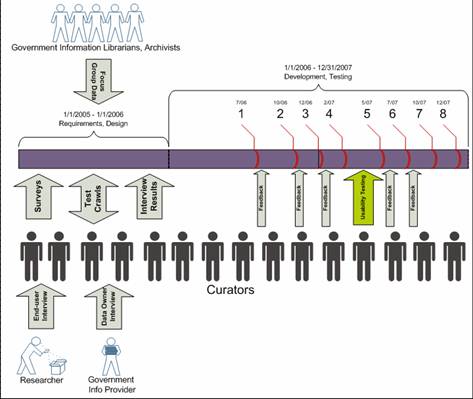 Government Information Librarians, Archivists
Focus
Group Data
1/1/2006 - 12/31/2007
Development, Testing
1/1/2005 - 1/1/2006
Requirements, Design
7/06
10/06
12/06
2/07
5/07
7/07
10/07
12/07
1
2
3
4
5
6
7
8
Surveys
Test
Crawls
Interview
Results
Feedback
Feedback
Feedback
Usability Testing
Feedback
Feedback
Curators
End-user
Interview
Data Owner
Interview
Researcher
Government
Info Provider